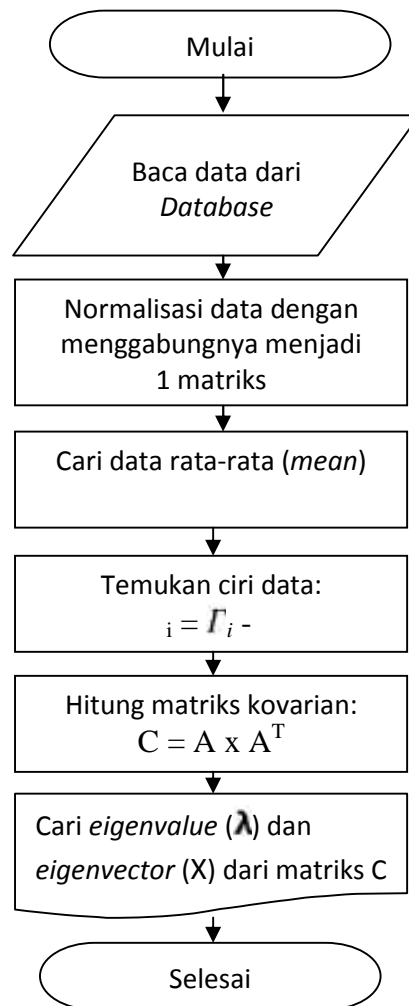 Mulai
Baca data dari
Database
Normalisasi data dengan
menggabungnya menjadi
1 matriks
Cari data rata-rata (mean)
Temukan ciri data:
i = Γi -
Hitung matriks kovarian:
C = A x A^T
Cari eigenvalue (λ) dan
eigenvector (X) dari matriks C
Selesai